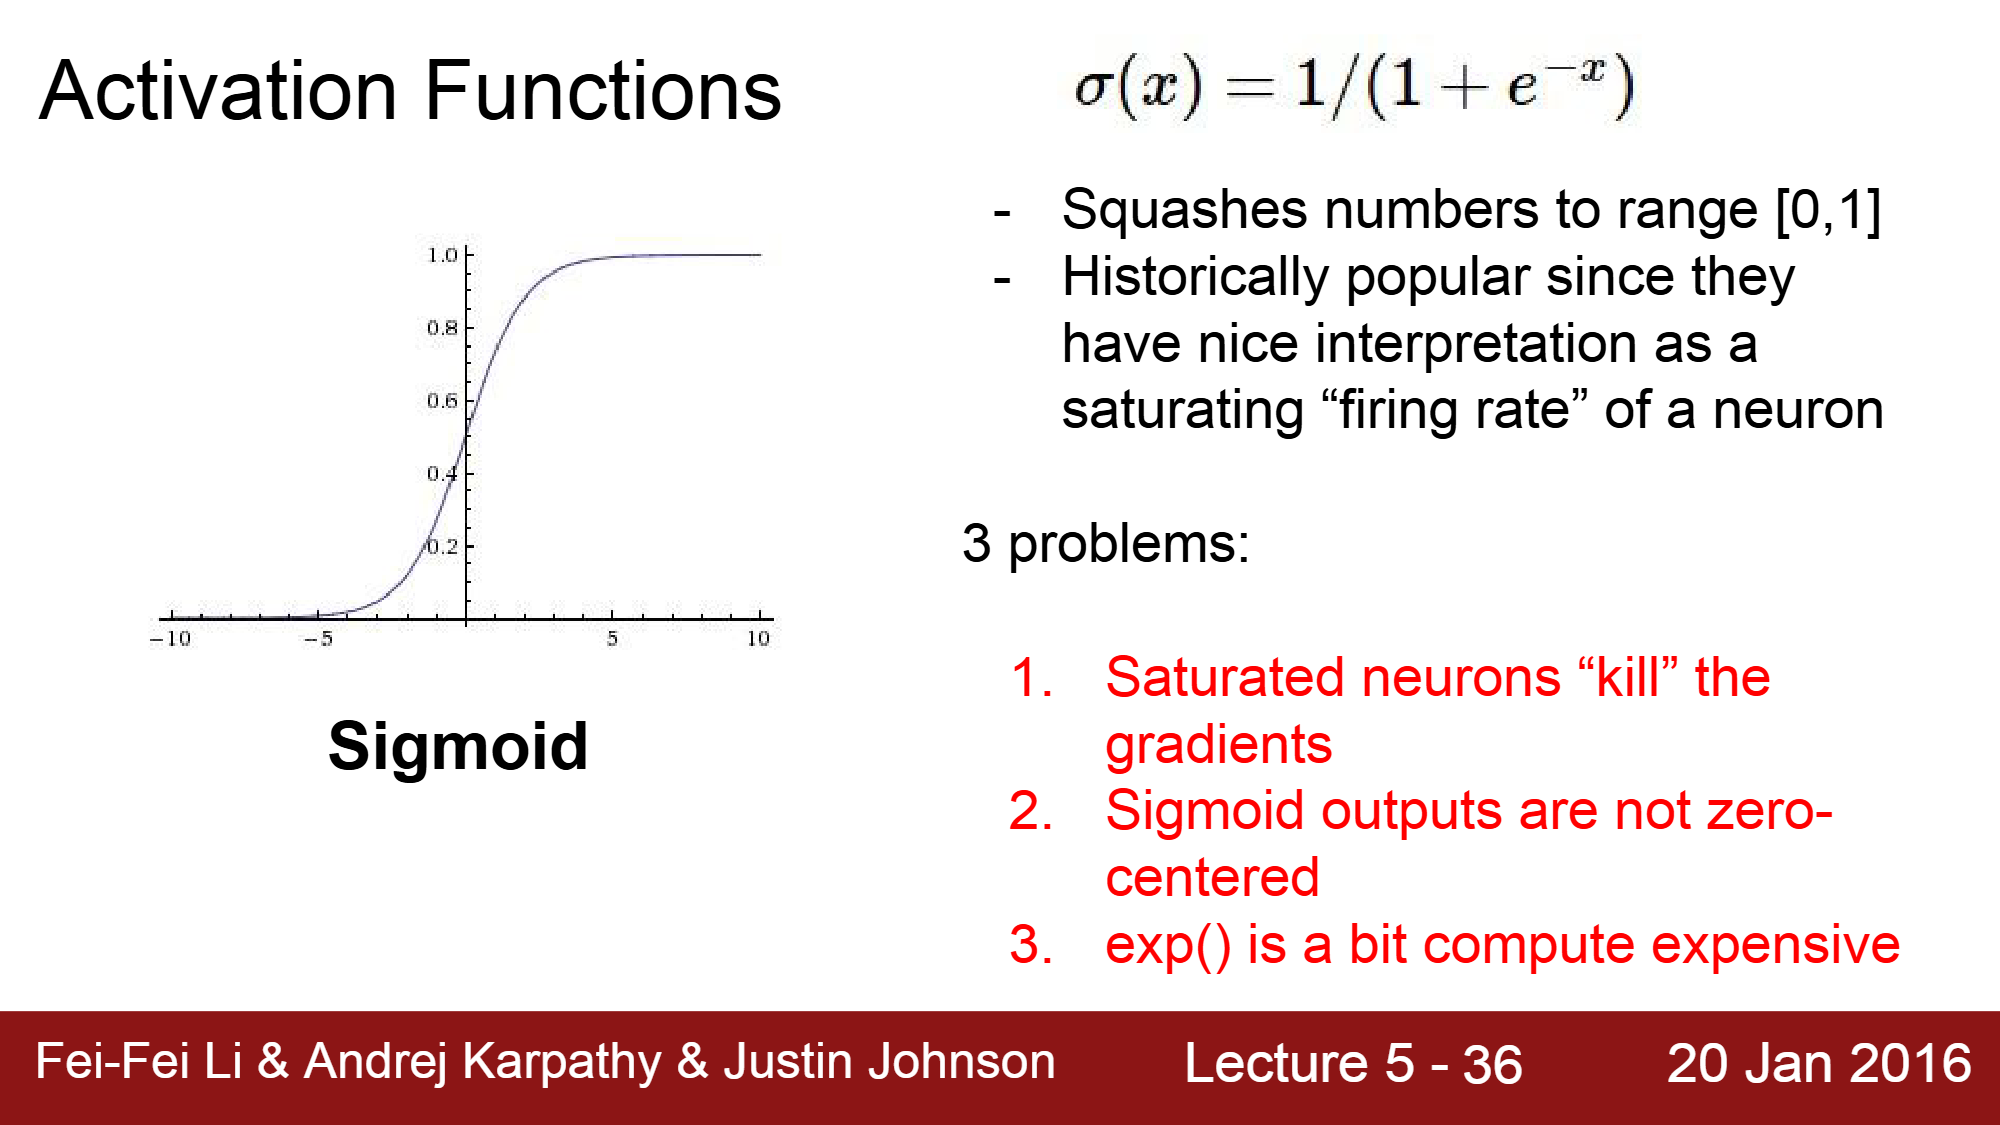 Activation Functions
σ(x) = 1/(1 + e⁻ˣ)
- Squashes numbers to range [0,1]
- Historically popular since they
have nice interpretation as a
saturating “firing rate” of a neuron
1.0
0.8
0.6
0.4
0.2
−10 −5 5 10
Sigmoid
3 problems:
1. Saturated neurons “kill” the
gradients
2. Sigmoid outputs are not zero-
centered
3. exp() is a bit compute expensive
Fei-Fei Li & Andrej Karpathy & Justin Johnson Lecture 5 - 36 20 Jan 2016